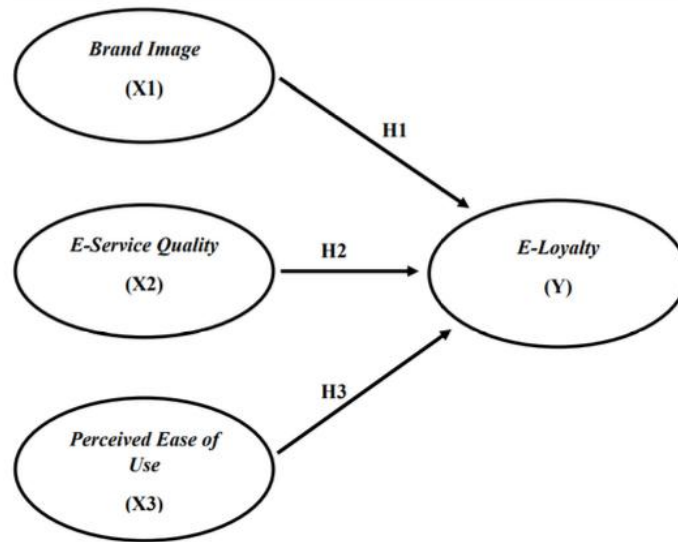 Brand Image
(X1)
H1
E-Service Quality
(X2)
H2
E-Loyalty
(Y)
H3
Perceived Ease of
Use
(X3)